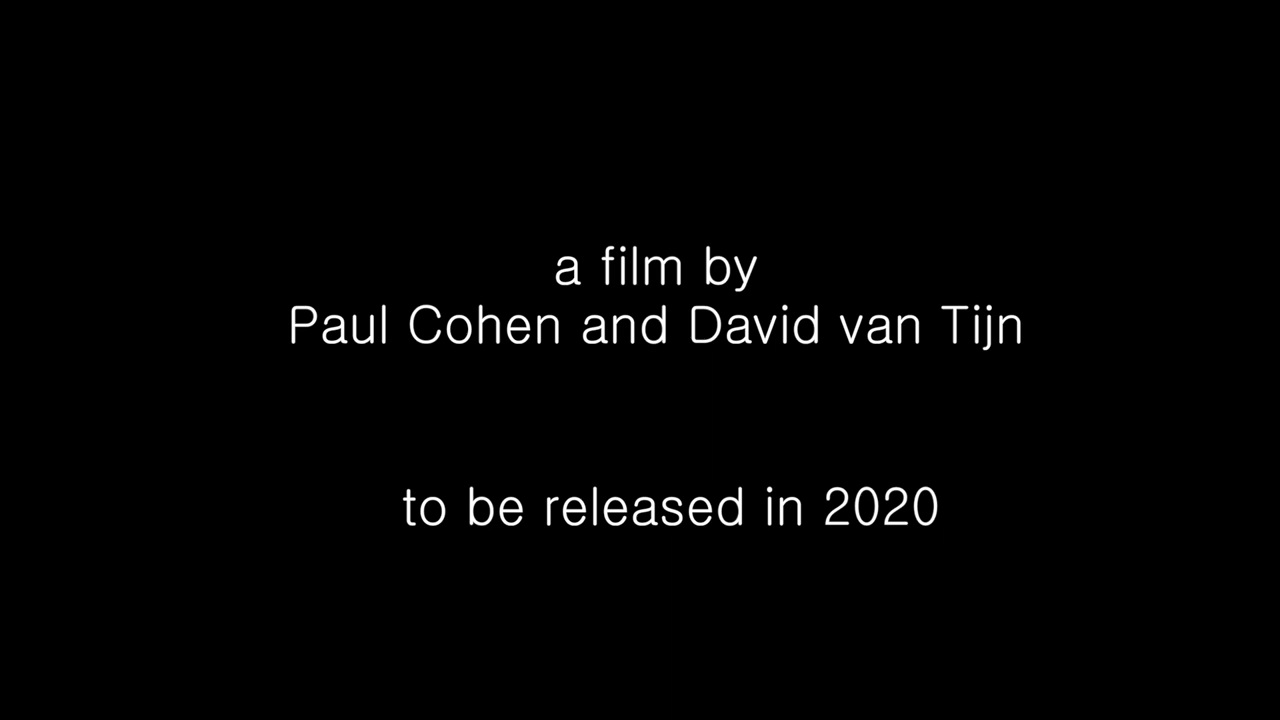 a film by
Paul Cohen and David van Tijn
to be released in 2020